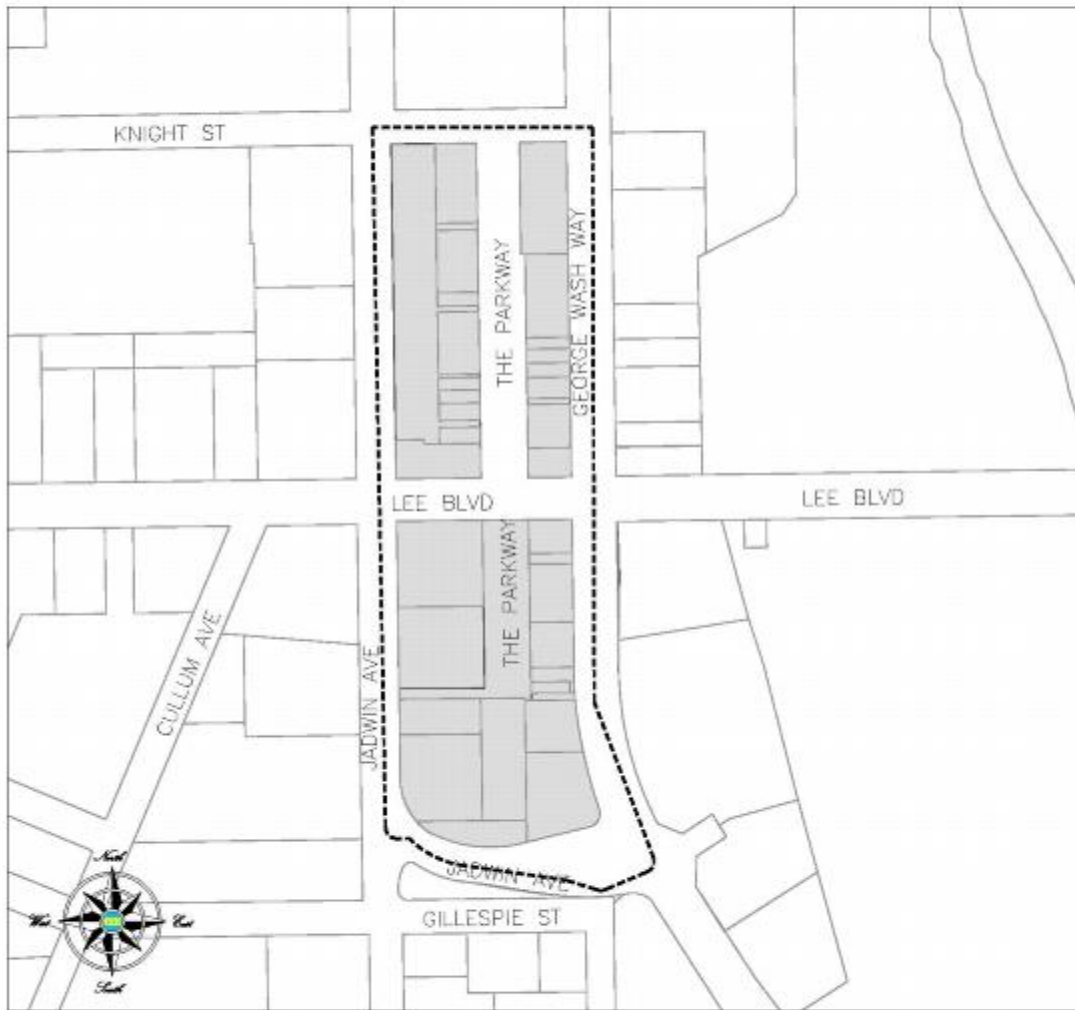 KNIGHT ST
THE PARKWAY
GEORGE WASH WAY
LEE BLVD
LEE BLVD
THE PARKWAY
CULLUM AVE
JADWIN AVE
JADWIN AVE
GILLESPIE ST
North
West
East
South